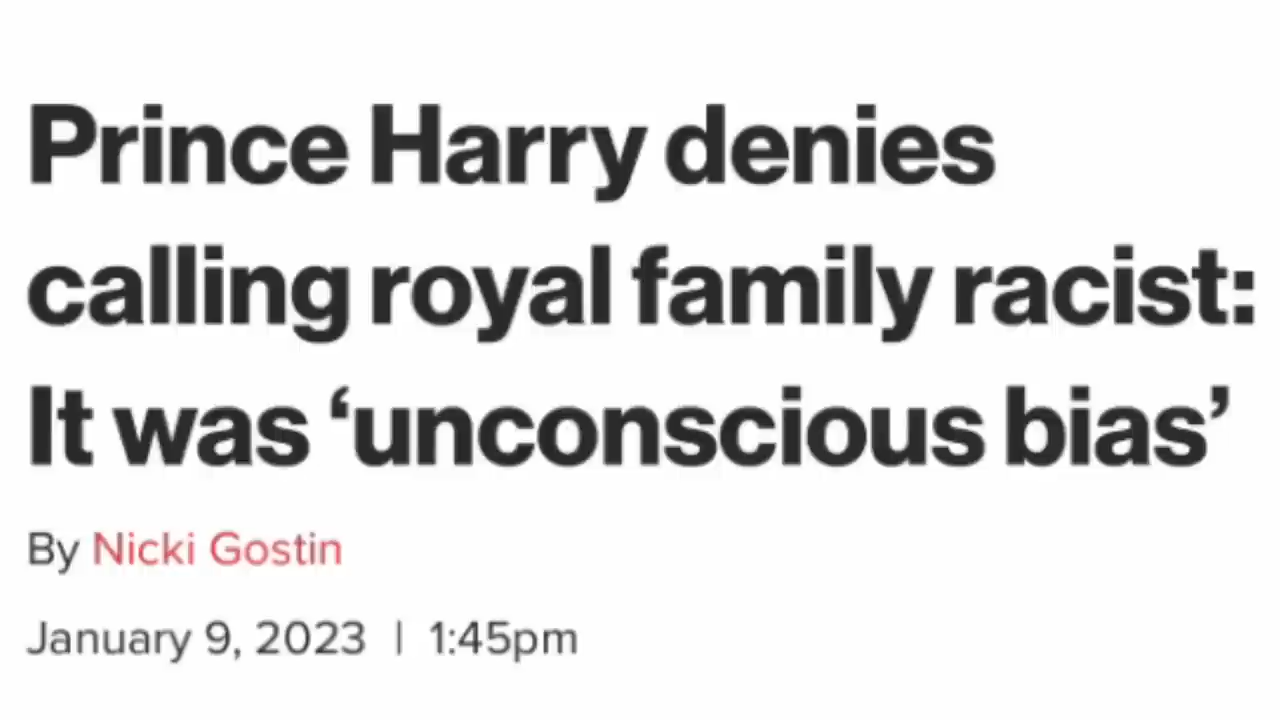 Prince Harry denies
calling royal family racist:
It was ‘unconscious bias’
By Nicki Gostin
January 9, 2023 | 1:45pm